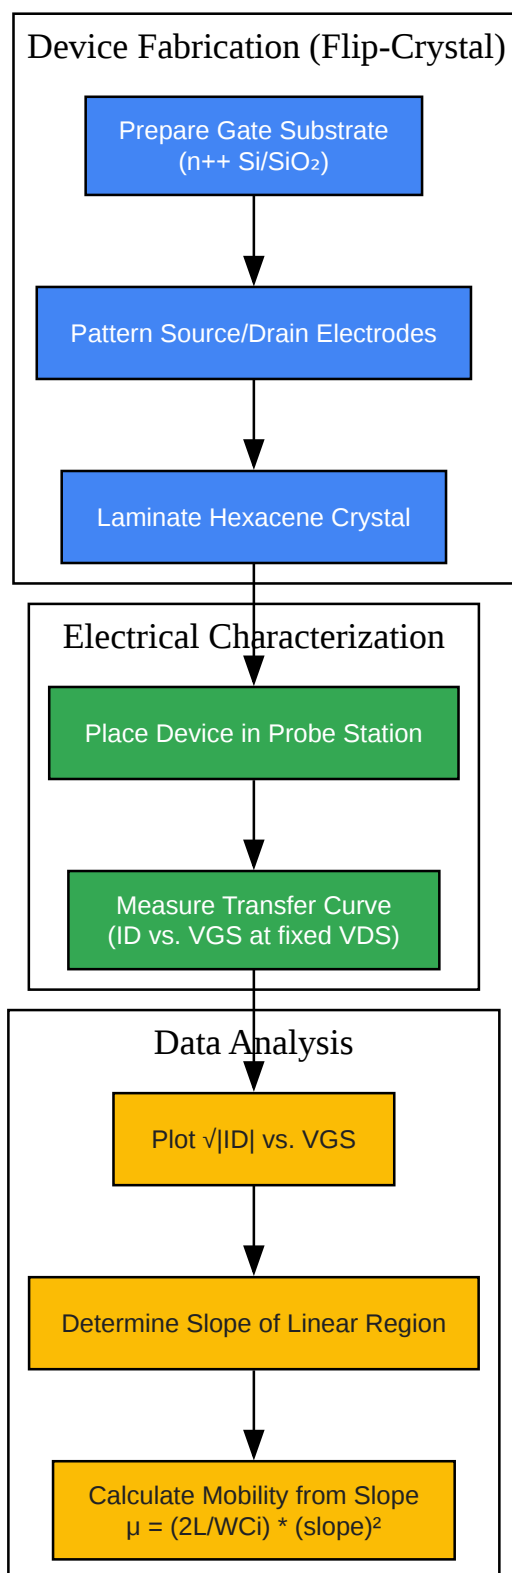 Device Fabrication (Flip-Crystal)
Prepare Gate Substrate
(n++ Si/SiO₂)
Pattern Source/Drain Electrodes
Laminate Hexacene Crystal
Electrical Characterization
Place Device in Probe Station
Measure Transfer Curve
(ID vs. VGS at fixed VDS)
Data Analysis
Plot √|ID| vs. VGS
Determine Slope of Linear Region
Calculate Mobility from Slope
μ = (2L/WCi) * (slope)²